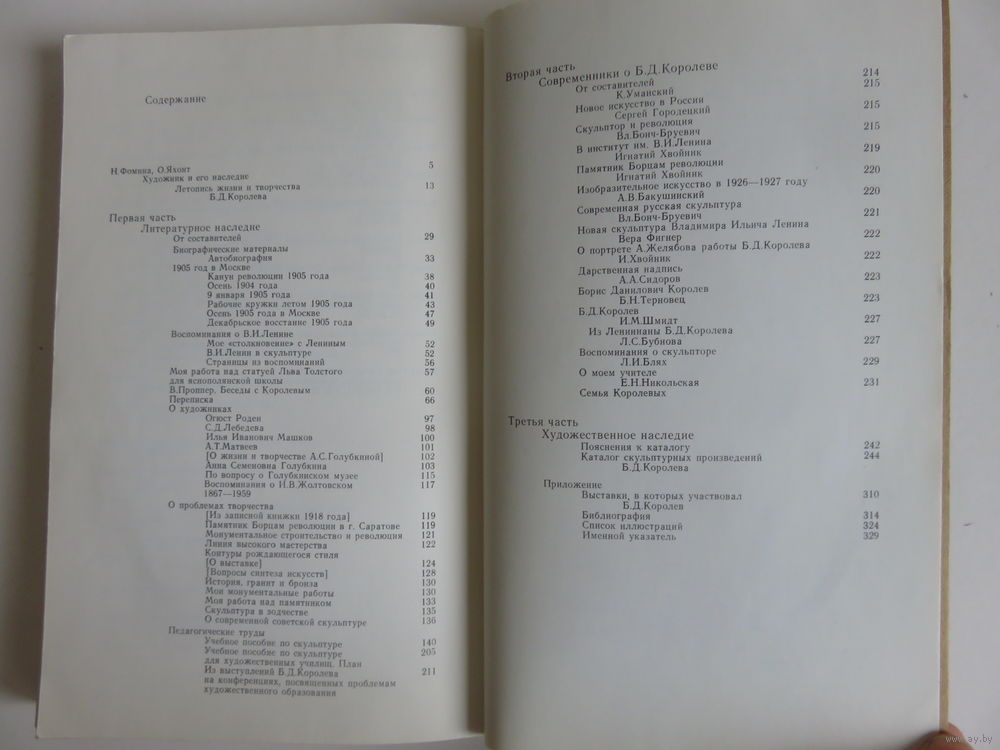 Содержание
Н.Фомина, О.Яхонт 5
Художник и его наследие
Летопись жизни и творчества 13
Б.Д.Королева
Первая часть
Литературное наследие
От составителей 29
Биографические материалы
Автобиография 33
1905 год в Москве
Канун революции 1905 года 38
Осень 1904 года 40
9 января 1905 года 41
Рабочие кружки летом 1905 года 43
Осень 1905 года в Москве 47
Декабрьское восстание 1905 года 49
Воспоминания о В.И.Ленине
Мое «столкновение» с Лениным 52
В.И.Ленин в скульптуре 52
Страницы из воспоминаний 56
Моя работа над статуей Льва Толстого 57
для яснополянской школы
В.Проппер. Беседы с Королевым 60
Переписка 66
О художниках
Огюст Роден 97
С.Д.Лебедева 98
Илья Иванович Машков 100
А.Т.Матвеев 101
[О жизни и творчестве А.С.Голубкиной] 102
Анна Семеновна Голубкина 103
По вопросу о Голубкинском музее 115
Воспоминания о И.В.Жолтовском 117
1867—1959
О проблемах творчества
[Из записной книжки 1918 года] 119
Памятник Борцам революции в г. Саратове 119
Монументальное строительство и революция 121
Линия высокого мастерства 122
Контуры рождающегося стиля
[О выставке] 124
[Вопросы синтеза искусств] 128
История, гранит и бронза 130
Мои монументальные работы 130
Моя работа над памятником 133
Скульптура в зодчестве 135
О современной советской скульптуре 136
Педагогические труды
Учебное пособие по скульптуре 140
Учебное пособие по скульптуре 205
для художественных училищ. План
Из выступлений Б.Д.Королева 211
на конференциях, посвященных проблемам
художественного образования
Вторая часть
Современники о Б.Д.Королеве 214
От составителей 215
К.Уманский
Новое искусство в России 215
Сергей Городецкий
Скульптор и революция 215
Вл.Бонч-Бруевич
В институт им. В.И.Ленина 219
Игнатий Хвойник
Памятник Борцам революции 220
Игнатий Хвойник
Изобразительное искусство в 1926—1927 году 220
А.В.Бакушинский
Современная русская скульптура 221
Вл.Бонч-Бруевич
Новая скульптура Владимира Ильича Ленина 222
Вера Фигнер
О портрете А.Желябова работы Б.Д.Королева 222
И.Хвойник
Дарственная надпись 223
А.А.Сидоров
Борис Данилович Королев 223
Б.Н.Терновец
Б.Д.Королев 227
И.М.Шмидт
Из Ленинианы Б.Д.Королева 227
Л.С.Бубнова
Воспоминания о скульпторе 229
Л.И.Блях
О моем учителе 231
Е.Н.Никольская
Семья Королевых
Третья часть
Художественное наследие
Пояснения к каталогу 242
Каталог скульптурных произведений 244
Б.Д.Королева
Приложение
Выставки, в которых участвовал 310
Б.Д.Королев
Библиография 314
Список иллюстраций 324
Именной указатель 329
www.ay.by